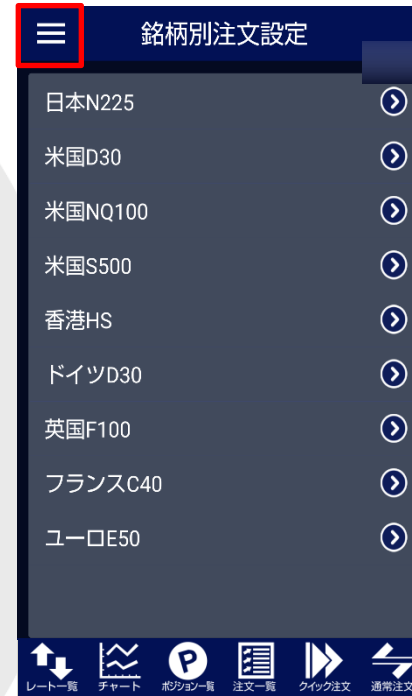 銘柄別注文設定
日本N225
米国D30
米国NQ100
米国S500
香港HS
ドイツD30
英国F100
フランスC40
ユーロE50
レート一覧 チャート ポジション一覧 注文一覧 クイック注文 通常注文